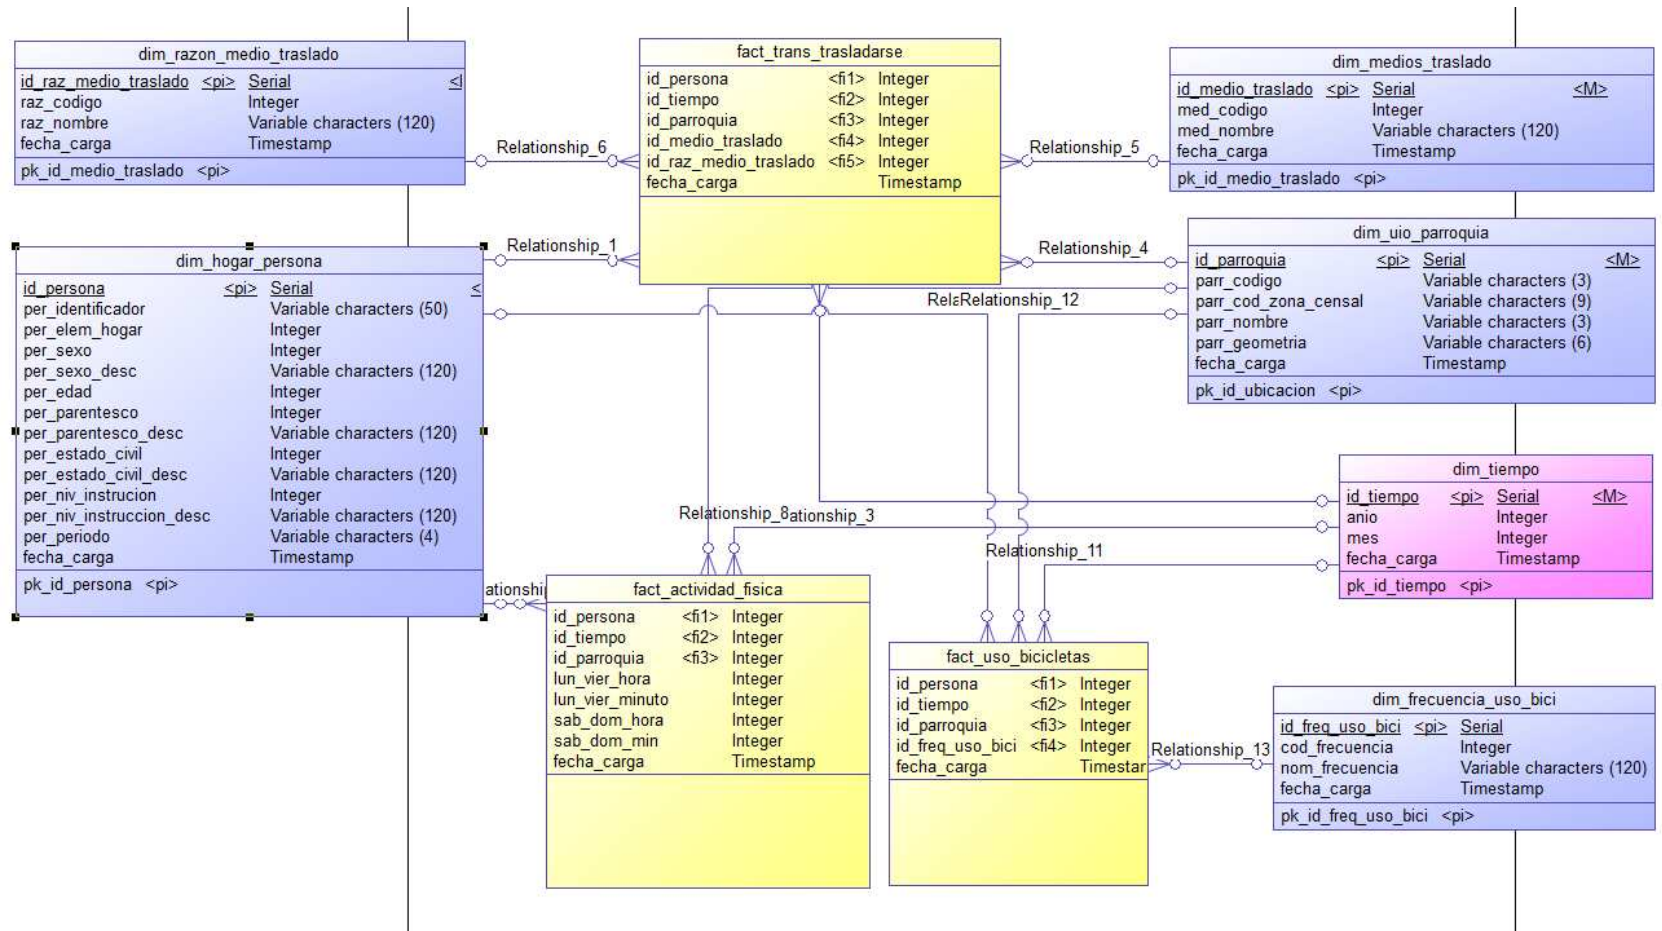 dim_razon_medio_traslado
id_raz_medio_traslado <pi> Serial
raz_codigo Integer
raz_nombre Variable characters (120)
fecha_carga Timestamp
pk_id_medio_traslado <pi>
Relationship_6
fact_trans_trasladarse
id_persona <fi1> Integer
id_tiempo <fi2> Integer
id_parroquia <fi3> Integer
id_medio_traslado <fi4> Integer
id_raz_medio_traslado <fi5> Integer
fecha_carga Timestamp
Relationship_5
dim_medios_traslado
id_medio_traslado <pi> Serial <M>
med_codigo Integer
med_nombre Variable characters (120)
fecha_carga Timestamp
pk_id_medio_traslado <pi>
Relationship_1
Relationship_4
dim_hogar_persona
id_persona <pi> Serial <
per_identificador Variable characters (50)
per_elem_hogar Integer
per_sexo Integer
per_sexo_desc Variable characters (120)
per_edad Integer
per_parentesco Integer
per_parentesco_desc Variable characters (120)
per_estado_civil Integer
per_estado_civil_desc Variable characters (120)
per_niv_instrucion Integer
per_niv_instruccion_desc Variable characters (120)
per_periodo Variable characters (4)
fecha_carga Timestamp
pk_id_persona <pi>
dim_uio_parroquia
id_parroquia <pi> Serial <M>
parr_codigo Variable characters (3)
parr_cod_zona_censal Variable characters (9)
parr_nombre Variable characters (3)
parr_geometria Variable characters (6)
fecha_carga Timestamp
pk_id_ubicacion <pi>
Rela
Relationship_12
dim_tiempo
id_tiempo <pi> Serial <M>
anio Integer
mes Integer
fecha_carga Timestamp
pk_id_tiempo <pi>
Relationship_8
ationship_3
Relationship_11
ationshi
fact_actividad_fisica
id_persona <fi1> Integer
id_tiempo <fi2> Integer
id_parroquia <fi3> Integer
lun_vier_hora Integer
lun_vier_minuto Integer
sab_dom_hora Integer
sab_dom_min Integer
fecha_carga Timestamp
fact_uso_bicicletas
id_persona <fi1> Integer
id_tiempo <fi2> Integer
id_parroquia <fi3> Integer
id_freq_uso_bici <fi4> Integer
fecha_carga Timestar
Relationship_13
dim_frecuencia_uso_bici
id_freq_uso_bici <pi> Serial
cod_frecuencia Integer
nom_frecuencia Variable characters (120)
fecha_carga Timestamp
pk_id_freq_uso_bici <pi>